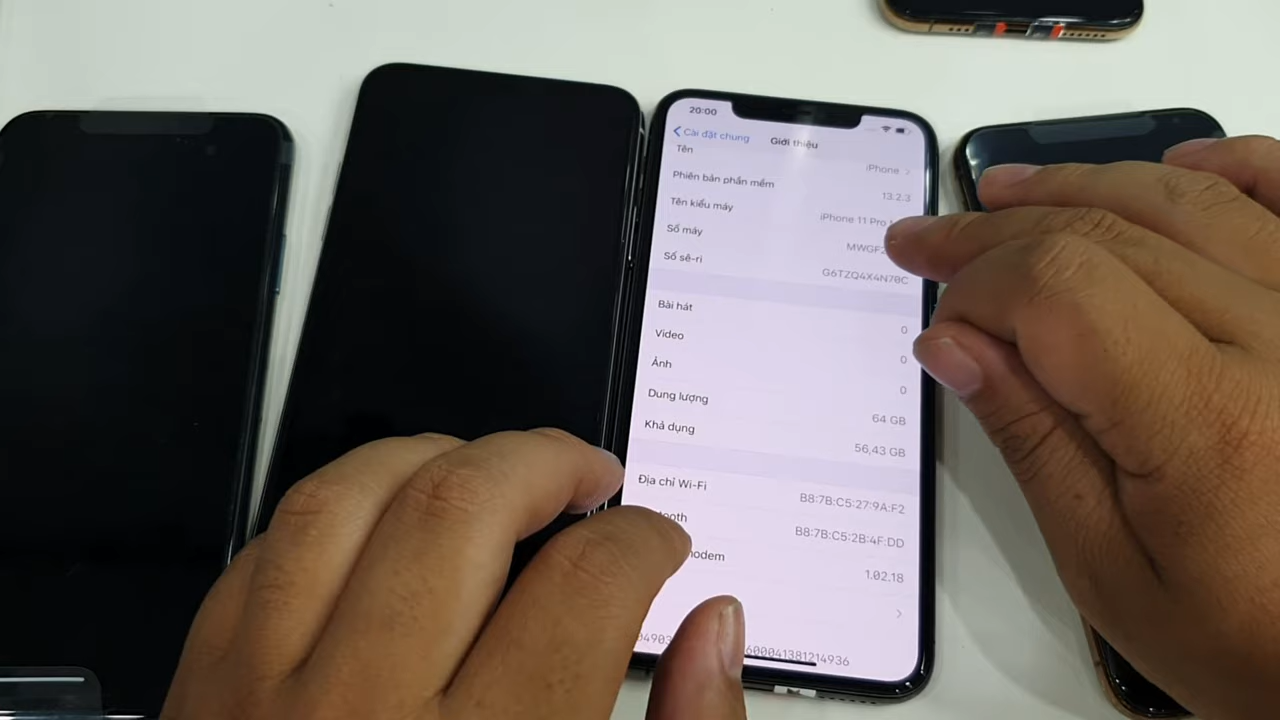 20:00
Cài đặt chung Giới thiệu
Tên iPhone
Phiên bản phần mềm 13.2.3
Tên kiểu máy iPhone 11 Pro
Số máy
Số sê-ri G6TZQ4X4N70C
Bài hát 0
Video 0
Ảnh 0
Dung lượng 64 GB
Khả dụng 56,43 GB
Địa chỉ Wi-Fi B8:7B:C5:27:9A:F2
B8:7B:C5:2B:4F:DD
modem 1.02.18